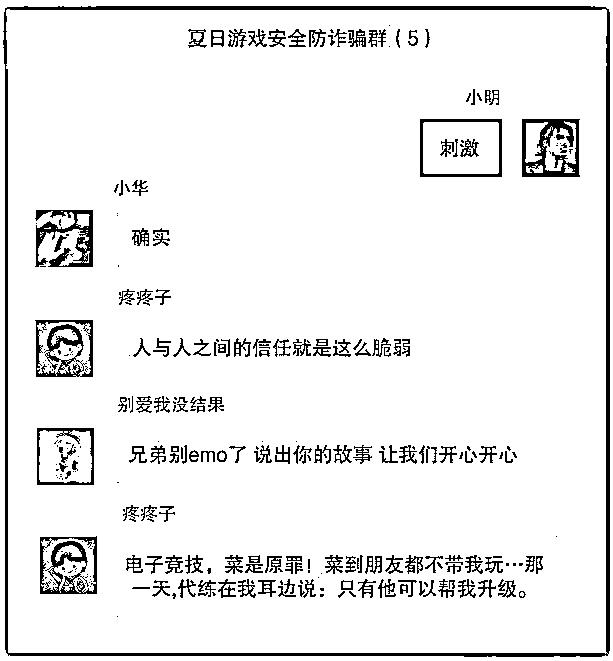 夏日游戏安全防诈骗群（5）
小明
刺激
小华
确实
疼疼子
人与人之间的信任就是这么脆弱
别爱我没结果
兄弟别emo了 说出你的故事 让我们开心开心
疼疼子
电子竞技，菜是原罪！菜到朋友都不带我玩…那
一天,代练在我耳边说：只有他可以帮我升级。